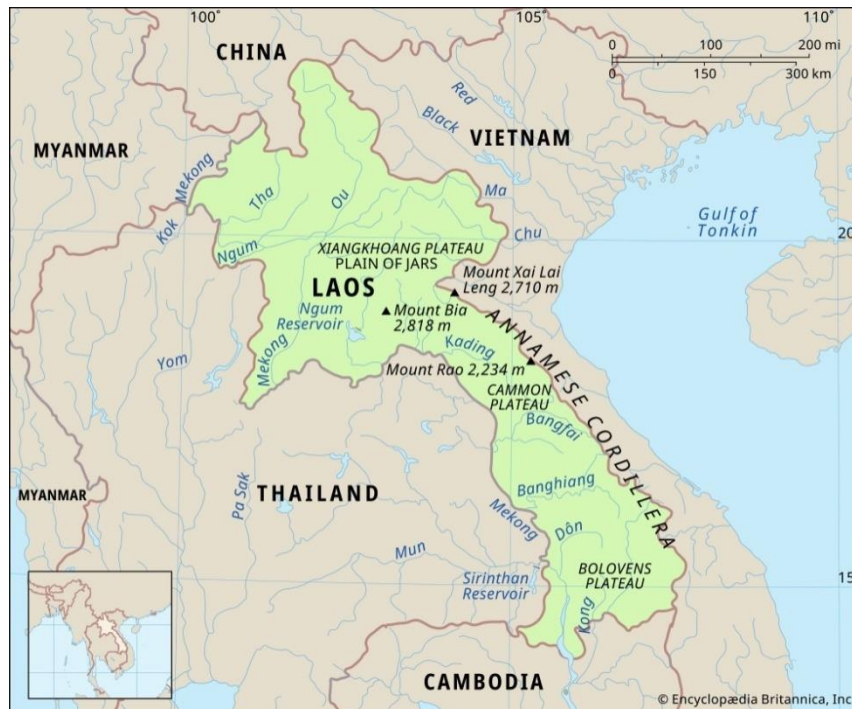 100°
105°
110°
CHINA
0 100 200 mi
0 150 300 km
Red
Black
VIETNAM
MYANMAR
Mekong
Tha
Ou
Ma
Gulf of
Tonkin
Kok
Ngum
Chu
20
XIANGKHOANG PLATEAU
PLAIN OF JARS
Mount Xai Lai
Leng 2,710 m
LAOS
Ngum
Reservoir
Mount Bia
2,818 m
ANNAMESE CORDILLERA
Kading
Yom
Mekong
Mount Rao 2,234 m
CAMMON
PLATEAU
Bangfai
MYANMAR
THAILAND
Pa Sak
Banghiang
Mekong
Dôn
Mun
BOLOVENS
PLATEAU
15
Sirinthan
Reservoir
Kong
CAMBODIA
© Encyclopædia Britannica, Inc